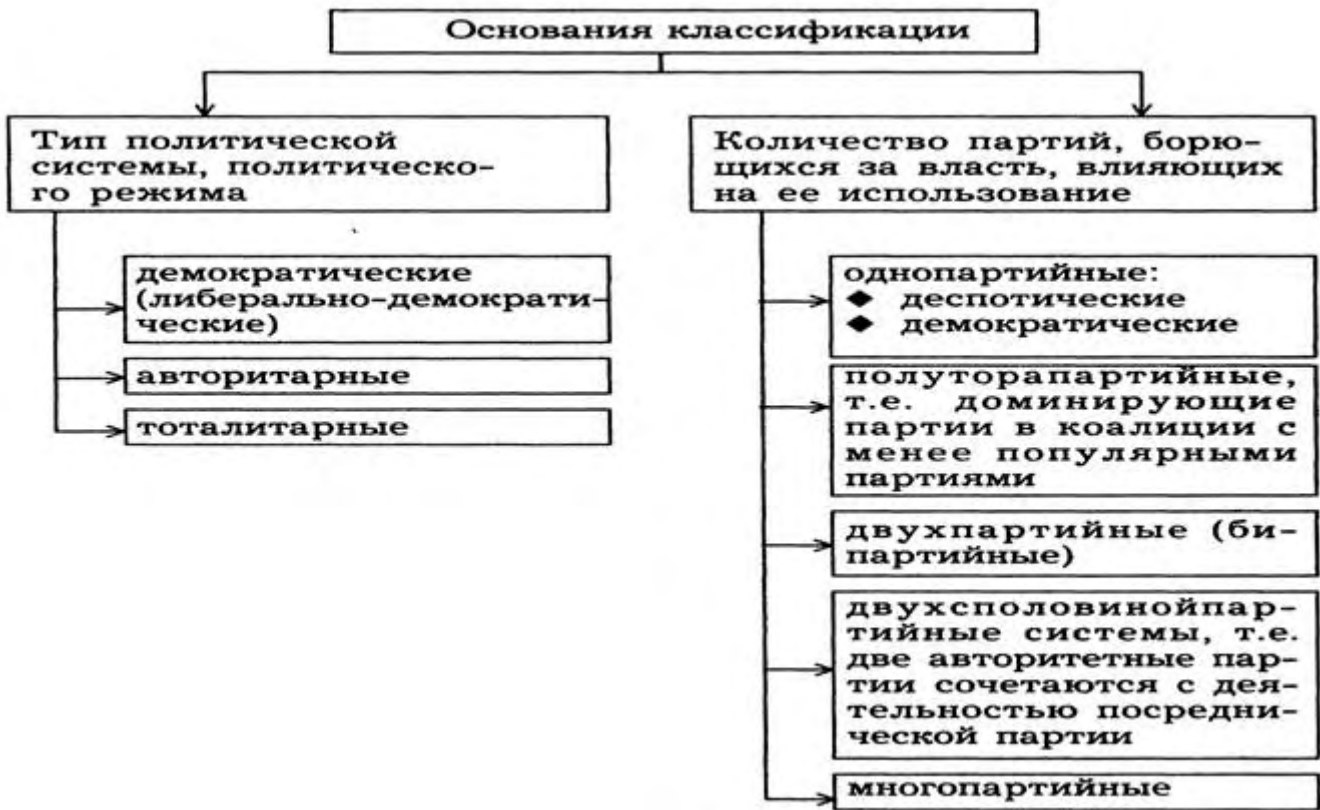 Основания классификации
Тип политической
системы, политическо-
го режима
демократические
(либерально-демократи-
ческие)
авторитарные
тоталитарные
Количество партий, борю-
щихся за власть, влияющих
на ее использование
однопартийные:
◆ деспотические
◆ демократические
полуторапартийные,
т.е. доминирующие
партии в коалиции с
менее популярными
партиями
двухпартийные (би-
партийные)
двухсполовинойпар-
тийные системы, т.е.
две авторитетные пар-
тии сочетаются с дея-
тельностью посредни-
ческой партии
многопартийные